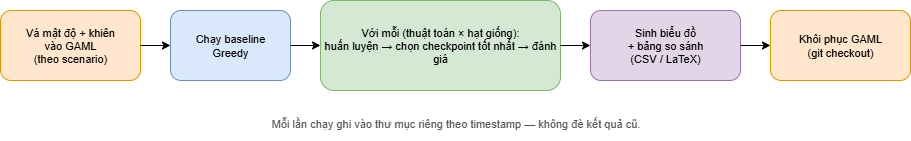 Vá mật độ + khiên
vào GAML
(theo scenario)
Chạy baseline
Greedy
Với mỗi (thuật toán × hạt giống):
huấn luyện → chọn checkpoint tốt nhất → đánh
giá
Sinh biểu đồ
+ bảng so sánh
(CSV / LaTeX)
Khôi phục GAML
(git checkout)
Mỗi lần chạy ghi vào thư mục riêng theo timestamp — không đè kết quả cũ.